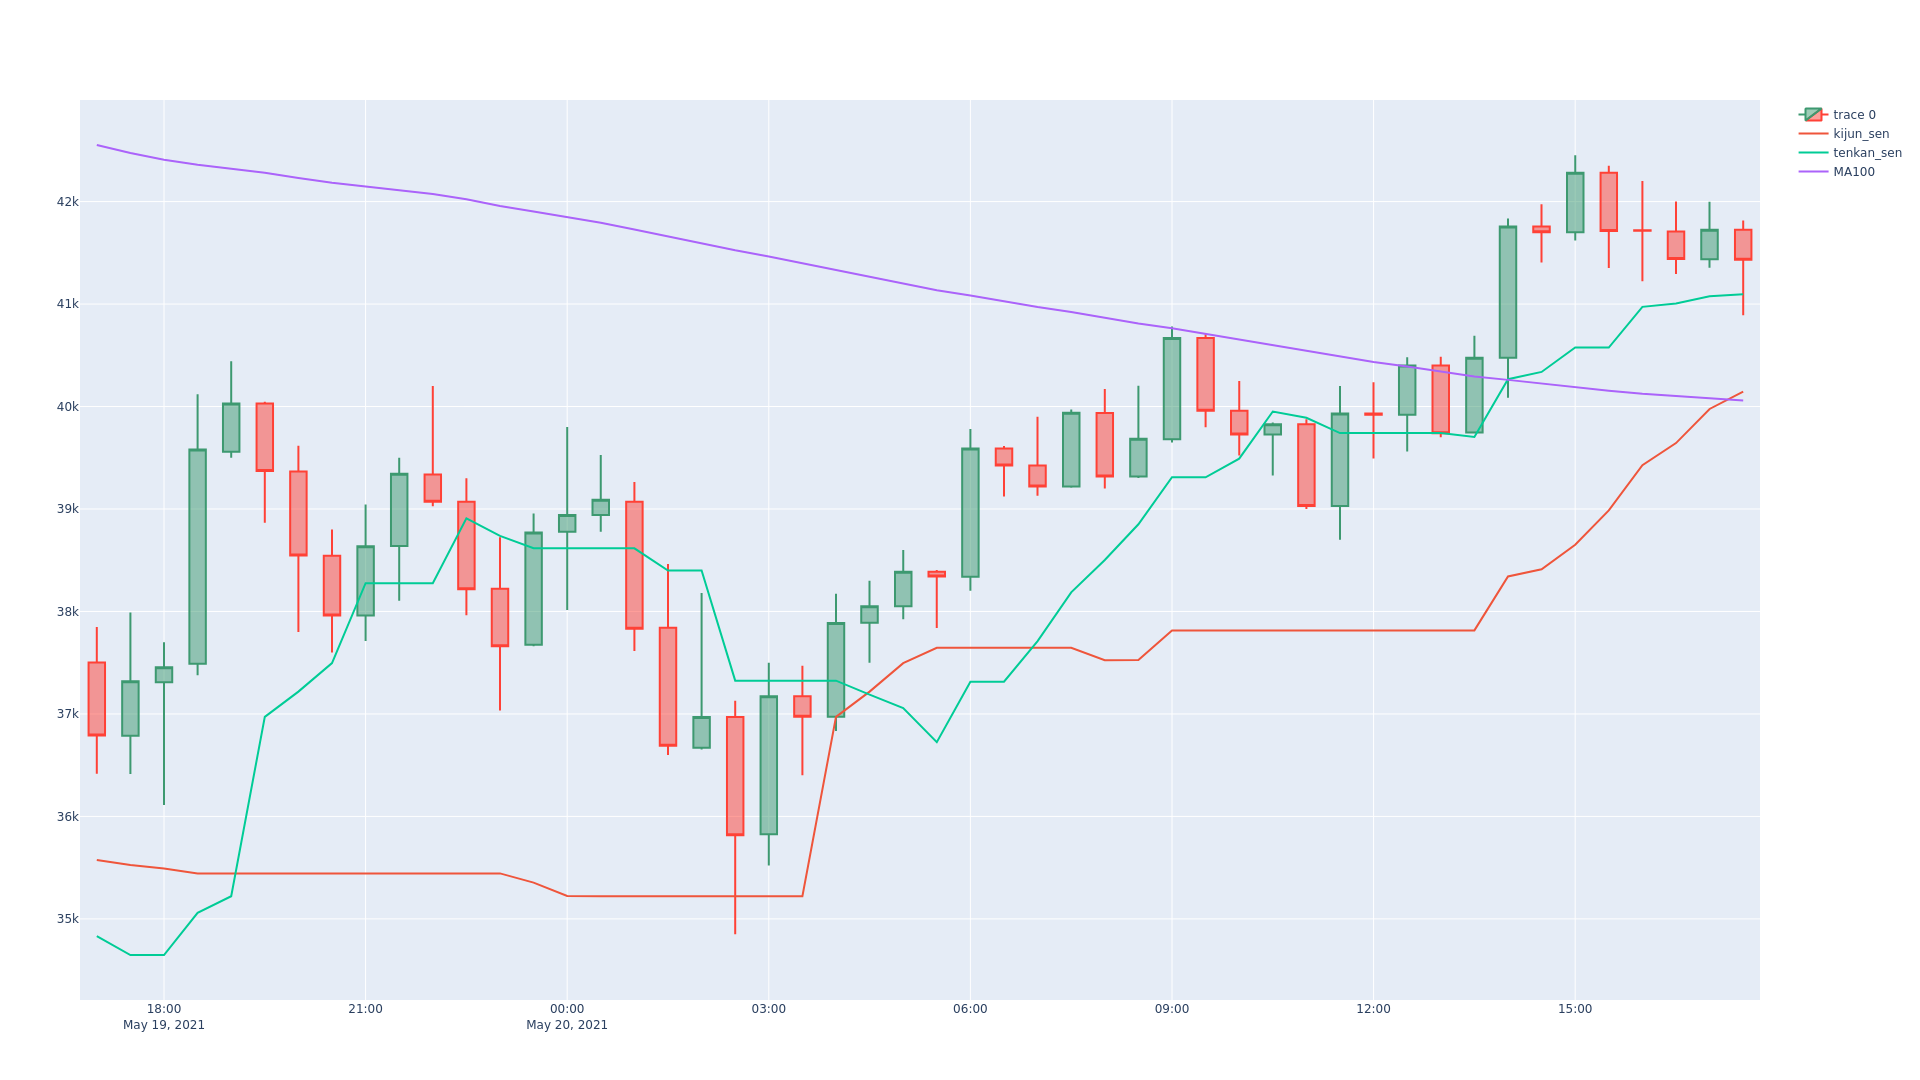 trace 0
kijun_sen
tenkan_sen
MA100
42k
41k
40k
39k
38k
37k
36k
35k
18:00 21:00 00:00 03:00 06:00 09:00 12:00 15:00
May 19, 2021 May 20, 2021